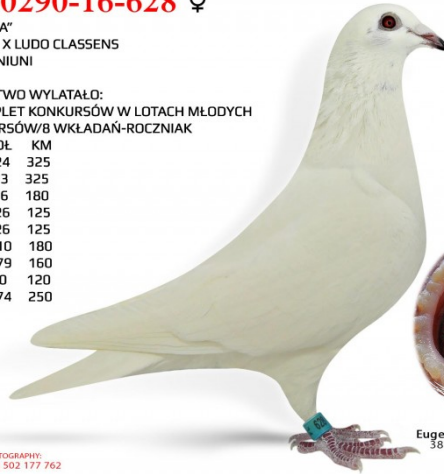 0290-16-628 ♀
A”
X LUDO CLASSENS
NIUNI
TWO WYLATAŁO:
PLET KONKURSÓW W LOTACH MŁODYCH
RSÓW/8 WKŁADAŃ-ROCZNIAK
OŁ KM
24 325
3 325
6 180
26 125
26 125
10 180
79 160
0 120
74 250
628
TOGRAPHY:
502 177 762
Euge
38